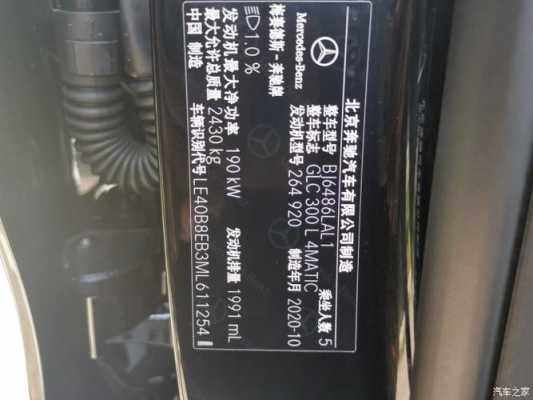 Mercedes-Benz
梅赛德斯-奔驰牌
北京奔驰汽车有限公司制造
整车型号 BJ6486LAL1 乘坐人数 5
整车标志 GLC 300 L 4MATIC
发动机型号 264 920 制造年月 2020-10
1.0 %
发动机最大净功率 190 kW 发动机排量 1991 mL
最大允许总质量 2430 kg
中国 制造 车辆识别代号 LE40B8EB3ML611254
汽车之家